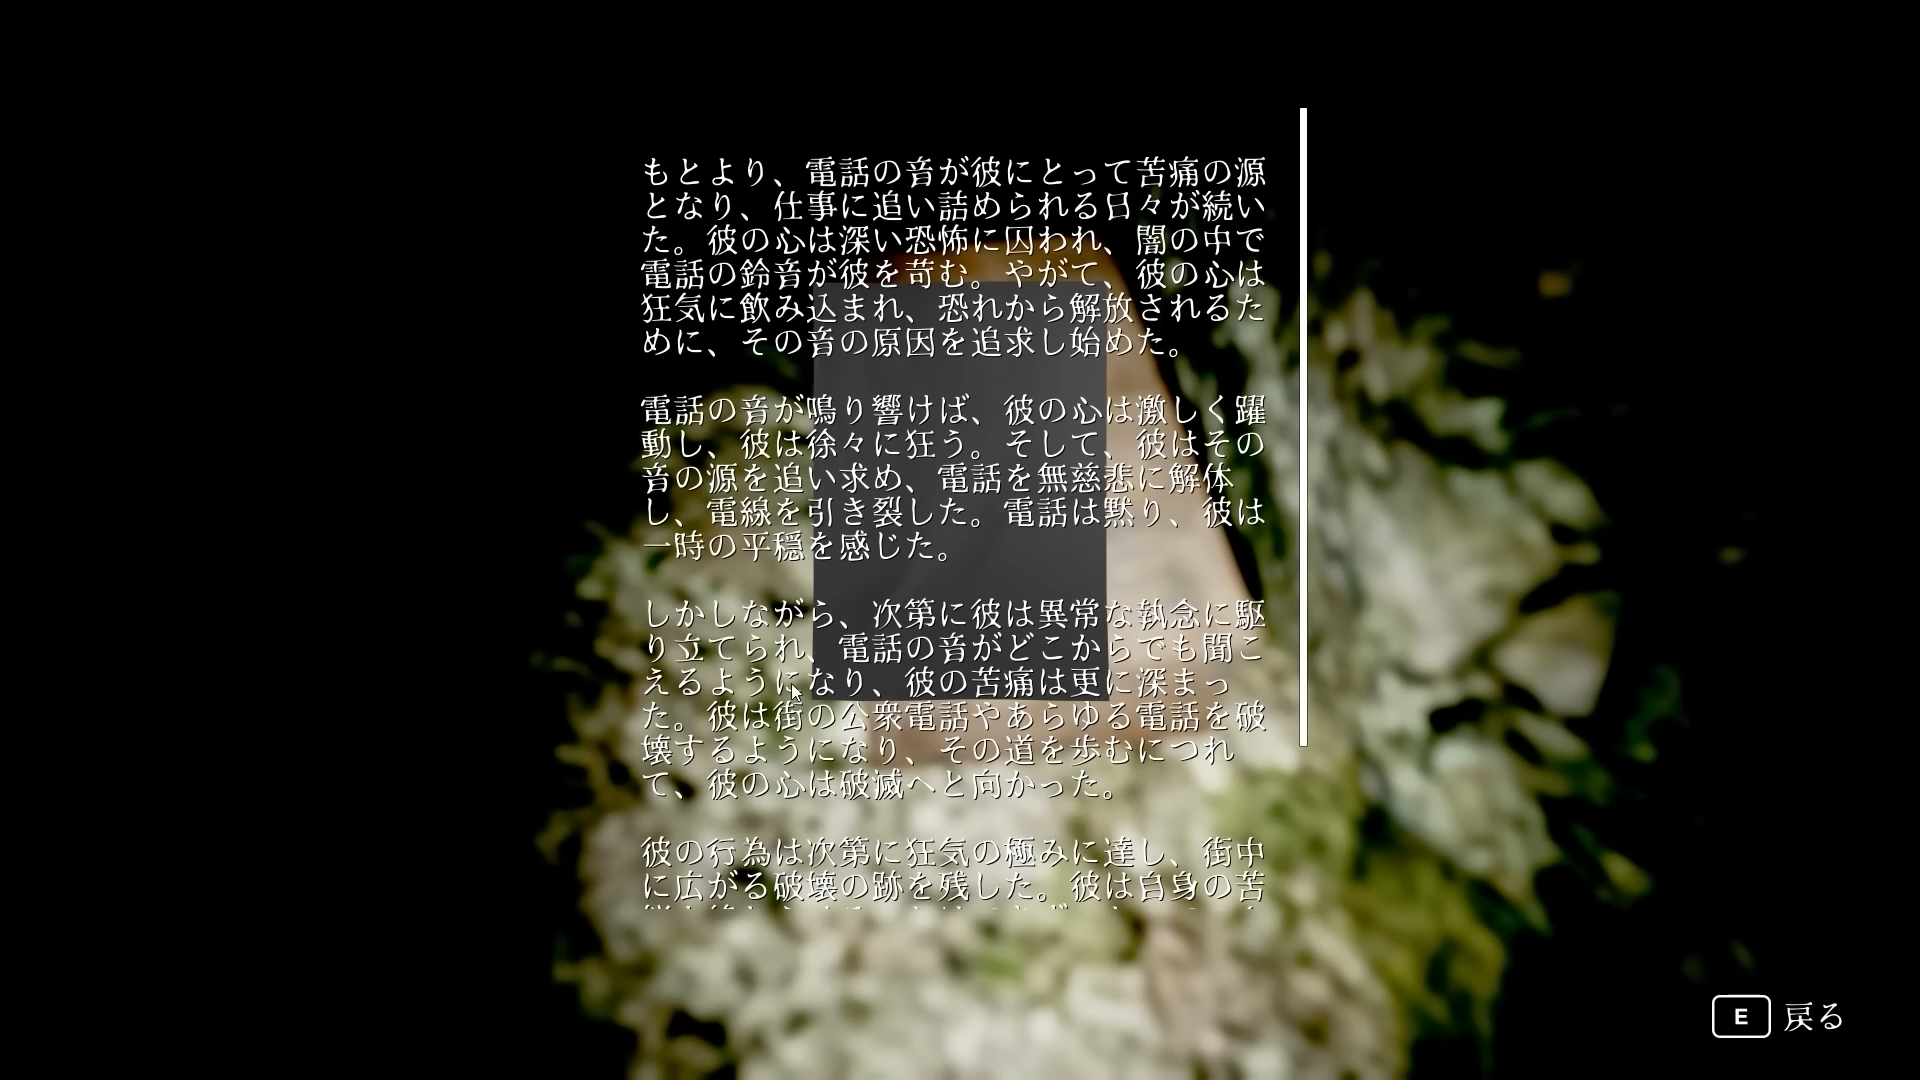 もとより、電話の音が彼にとって苦痛の源
となり、仕事に追い詰められる日々が続い
た。彼の心は深い恐怖に囚われ、闇の中で
電話の鈴音が彼を苛む。やがて、彼の心は
狂気に飲み込まれ、恐れから解放されるた
めに、その音の原因を追求し始めた。
電話の音が鳴り響けば、彼の心は激しく躍
動し、彼は徐々に狂う。そして、彼はその
音の源を追い求め、電話を無慈悲に解体
し、電線を引き裂した。電話は黙り、彼は
一時の平穏を感じた。
しかしながら、次第に彼は異常な執念に駆
り立てられ、電話の音がどこからでも聞こ
えるようになり、彼の苦痛は更に深まっ
た。彼は街の公衆電話やあらゆる電話を破
壊するようになり、その道を歩むにつれ
て、彼の心は破滅へと向かった。
彼の行為は次第に狂気の極みに達し、街中
に広がる破壊の跡を残した。彼は自身の苦
E 戻る